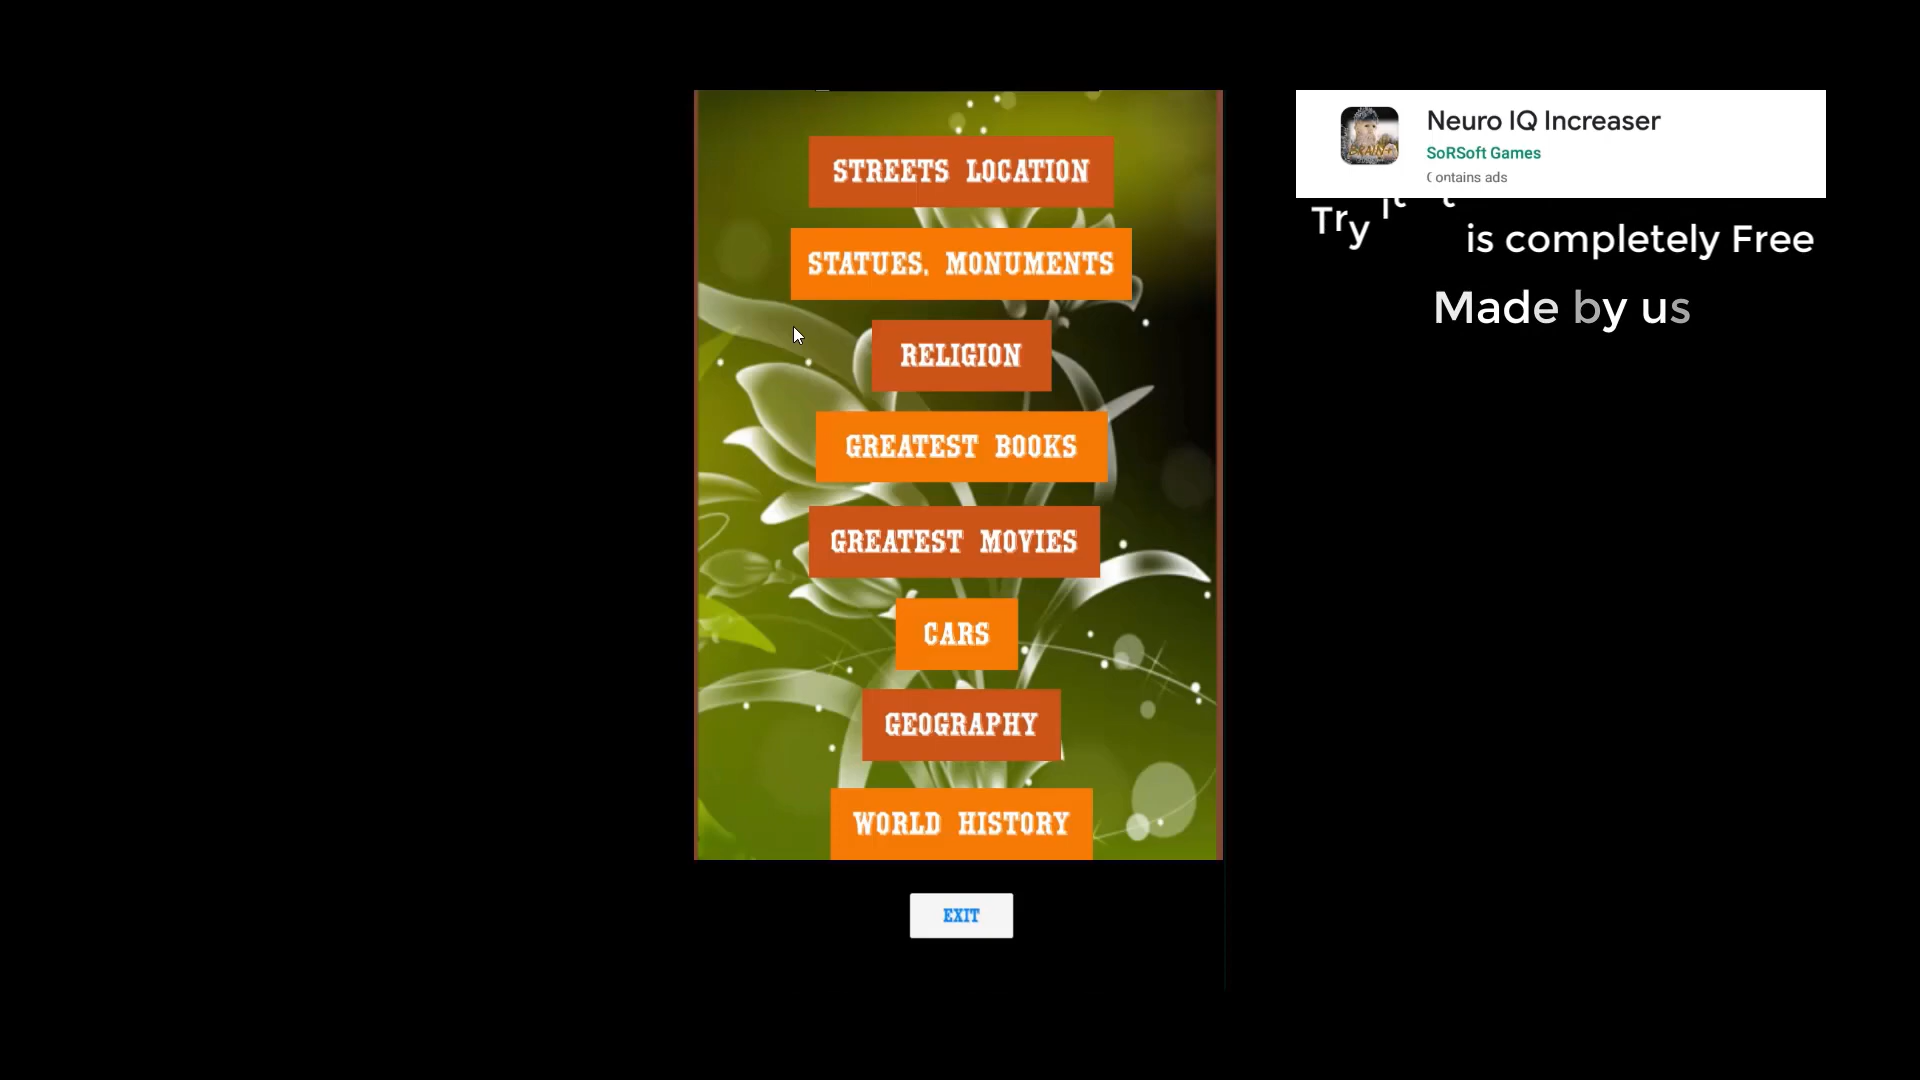 STREETS LOCATION
STATUES, MONUMENTS
RELIGION
GREATEST BOOKS
GREATEST MOVIES
CARS
GEOGRAPHY
WORLD HISTORY
EXIT
Neuro IQ Increaser
SoRSoft Games
Contains ads
Try
is completely Free
Made by us